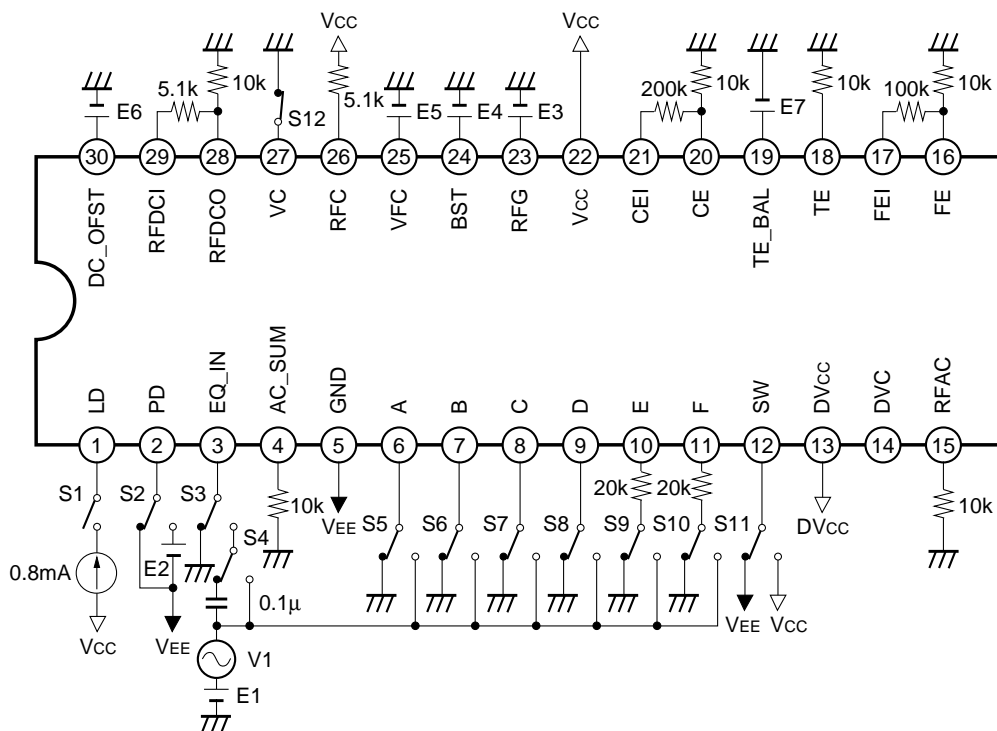 VCC
VCC
10k
5.1k
E6
S12
5.1k
E5
E4
E3
200k
10k
E7
10k
100k
10k
30
29
28
27
26
25
24
23
22
21
20
19
18
17
16
DC_OFST
RFDCI
RFDCO
VC
RFC
VFC
BST
RFG
VCC
CEI
CE
TE_BAL
TE
FEI
FE
LD
PD
EQ_IN
AC_SUM
GND
A
B
C
D
E
F
SW
DVCC
DVC
RFAC
1
2
3
4
5
6
7
8
9
10
11
12
13
14
15
S1
S2
S3
S4
10k
VEE
S5
S6
S7
S8
20k
S9
20k
S10
S11
DVCC
10k
0.8mA
E2
0.1μ
VCC
VEE
VEE
VCC
V1
E1